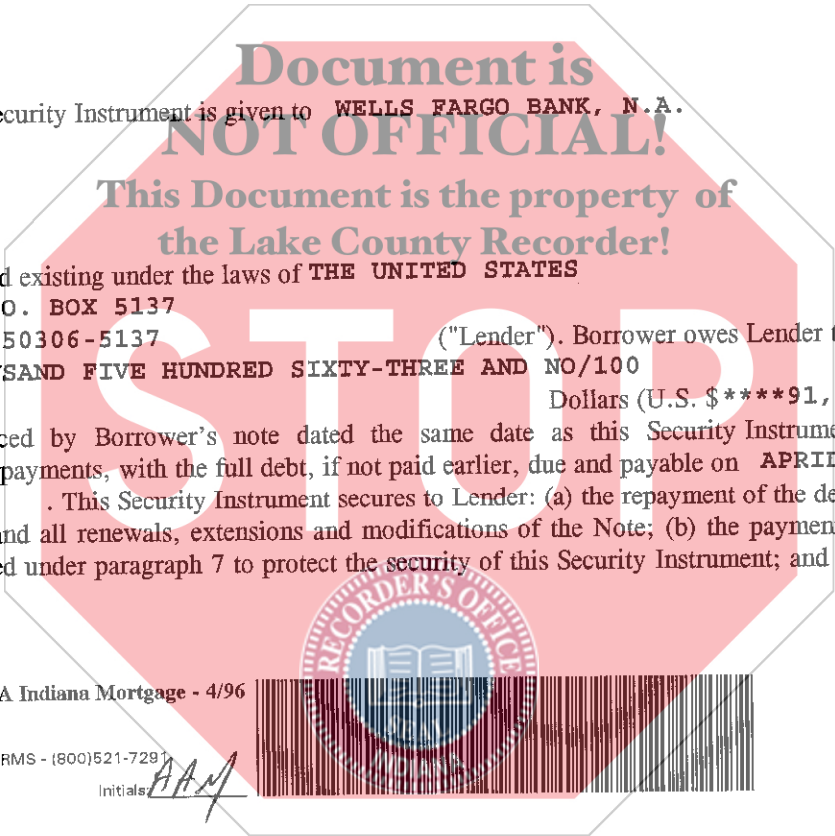 Document is
ecurity Instrument is given to WELLS FARGO BANK, N.A.
NOT OFFICIAL!
This Document is the property of
the Lake County Recorder!
d existing under the laws of THE UNITED STATES
O. BOX 5137
50306-5137 ("Lender"). Borrower owes Lender t
SAND FIVE HUNDRED SIXTY-THREE AND NO/100
Dollars (U.S. $****91,
ced by Borrower's note dated the same date as this Security Instrume
payments, with the full debt, if not paid earlier, due and payable on APRIL
. This Security Instrument secures to Lender: (a) the repayment of the de
and all renewals, extensions and modifications of the Note; (b) the paymen
ed under paragraph 7 to protect the security of this Security Instrument; and
STOP
RECORDER'S OFFICE
SEAL
INDIANA
A Indiana Mortgage - 4/96
RMS - (800)521-7291
Initials: AAM